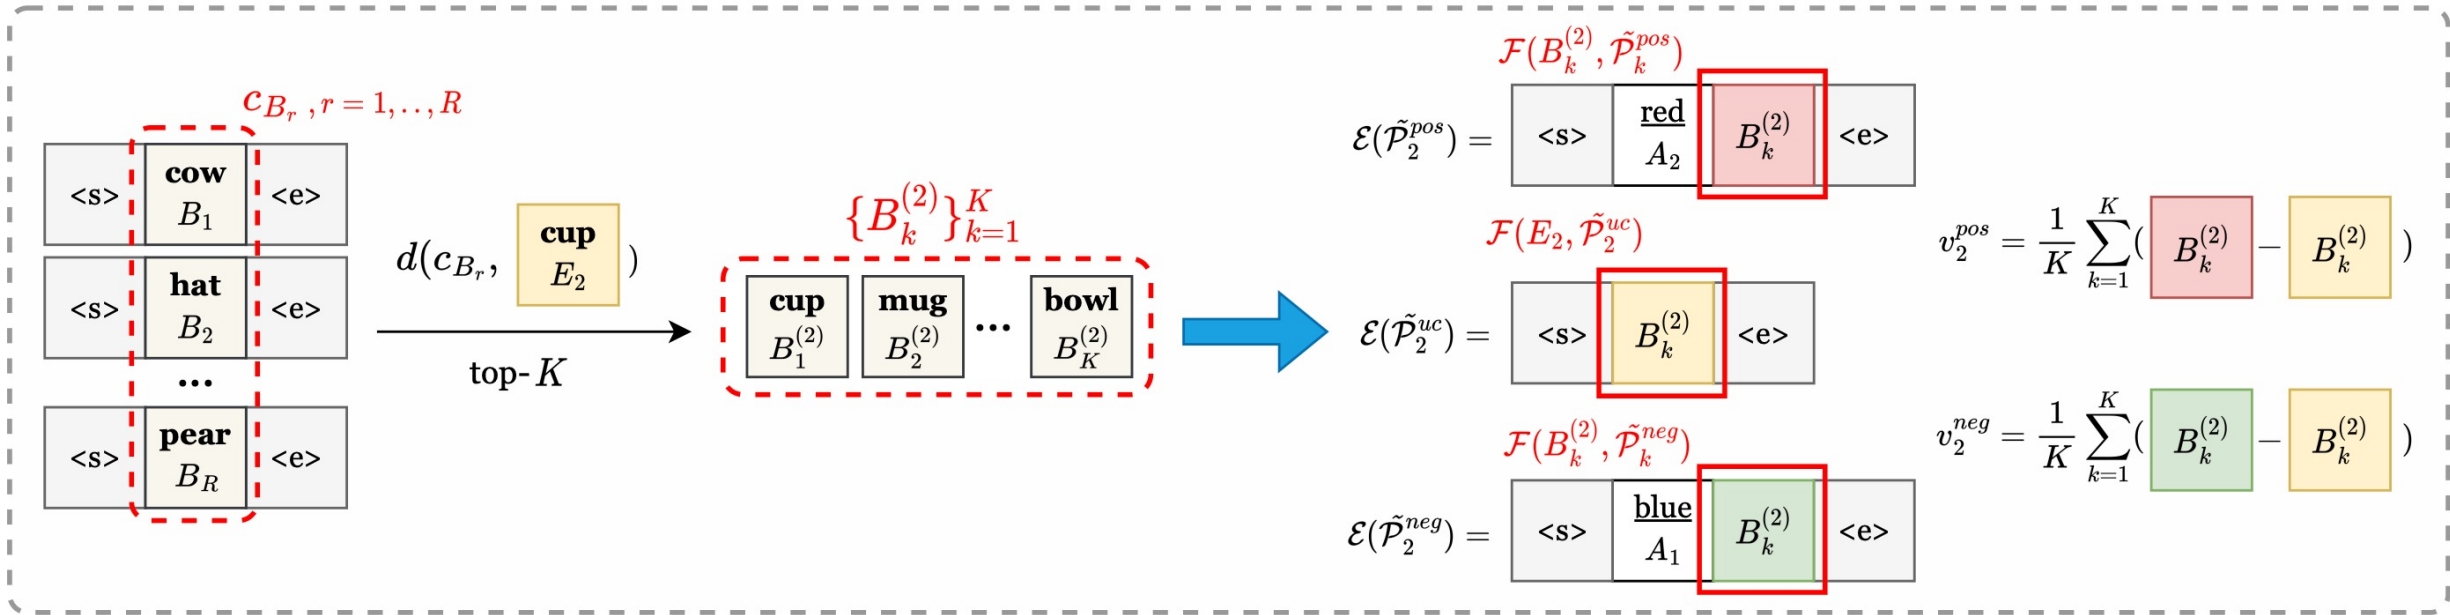 c_{B_r}, r = 1,..,R
<s> cow B_1 <e>
<s> hat B_2 <e>
...
<s> pear B_R <e>
d(c_{B_r}, cup E_2 )
top-K
{B_k^{(2)}}_{k=1}^K
cup B_1^{(2)} mug B_2^{(2)} ... bowl B_K^{(2)}
F(B_k^{(2)}, P̃_k^{pos})
ℰ(P̃_2^{pos}) = <s> red A_2 B_k^{(2)} <e>
F(E_2, P̃_2^{uc})
ℰ(P̃_2^{uc}) = <s> B_k^{(2)} <e>
F(B_k^{(2)}, P̃_k^{neg})
ℰ(P̃_2^{neg}) = <s> blue A_1 B_k^{(2)} <e>
v_2^{pos} = 1/K ∑_{k=1}^K ( B_k^{(2)} − B_k^{(2)} )
v_2^{neg} = 1/K ∑_{k=1}^K ( B_k^{(2)} − B_k^{(2)} )